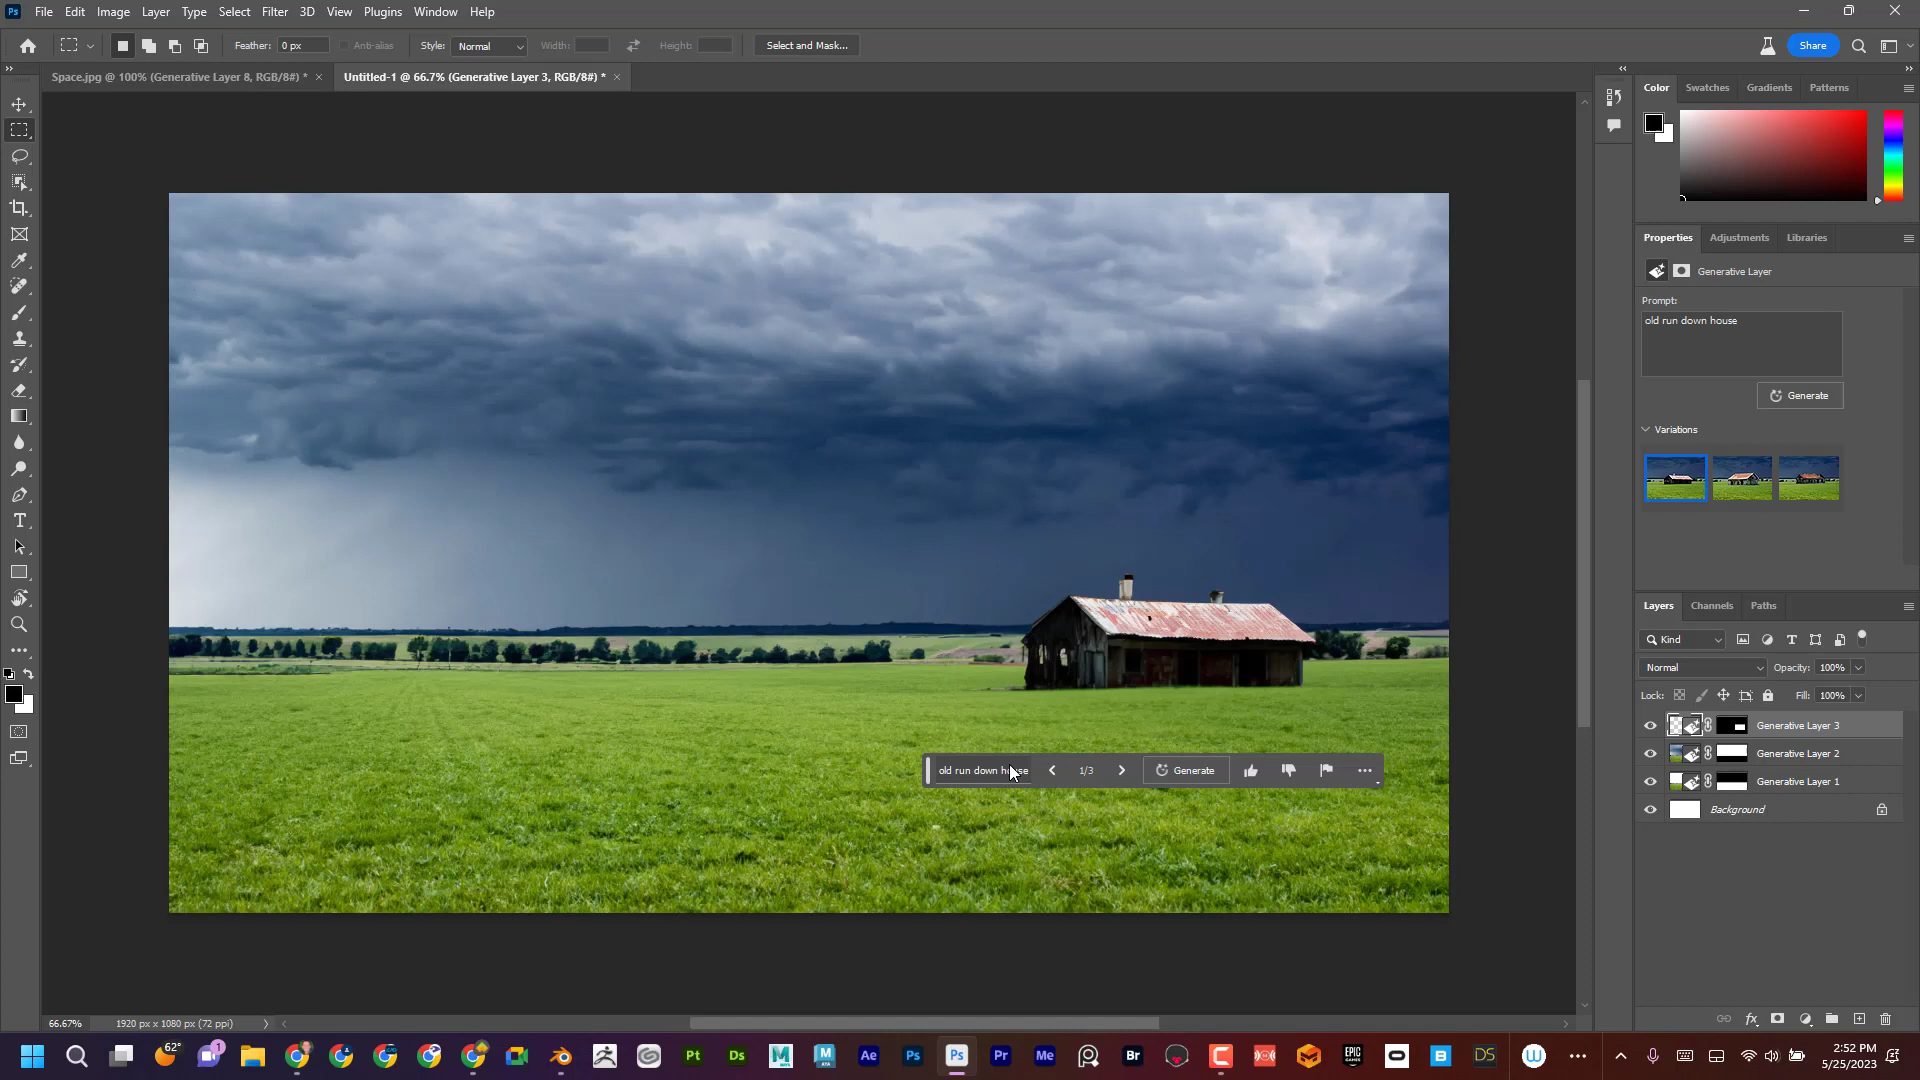 Ps File Edit Image Layer Type Select Filter 3D View Plugins Window Help
Feather: 0 px Anti-alias Style: Normal Width: Height: Select and Mask... Share
Space.jpg @ 100% (Generative Layer 8, RGB/8#) * × Untitled-1 @ 66.7% (Generative Layer 3, RGB/8#) * ×
Color Swatches Gradients Patterns
Properties Adjustments Libraries
Generative Layer
Prompt:
old run down house
Generate
Variations
Layers Channels Paths
Kind
Normal Opacity: 100%
Lock: Fill: 100%
Generative Layer 3
Generative Layer 2
Generative Layer 1
Background
old run down house 1/3 Generate
66.67% 1920 px x 1080 px (72 ppi)
62° 1 Pt Ds M M Ae Ps Ps Pr Me Br C EPIC GAMES B DS W
2:52 PM
5/25/2023